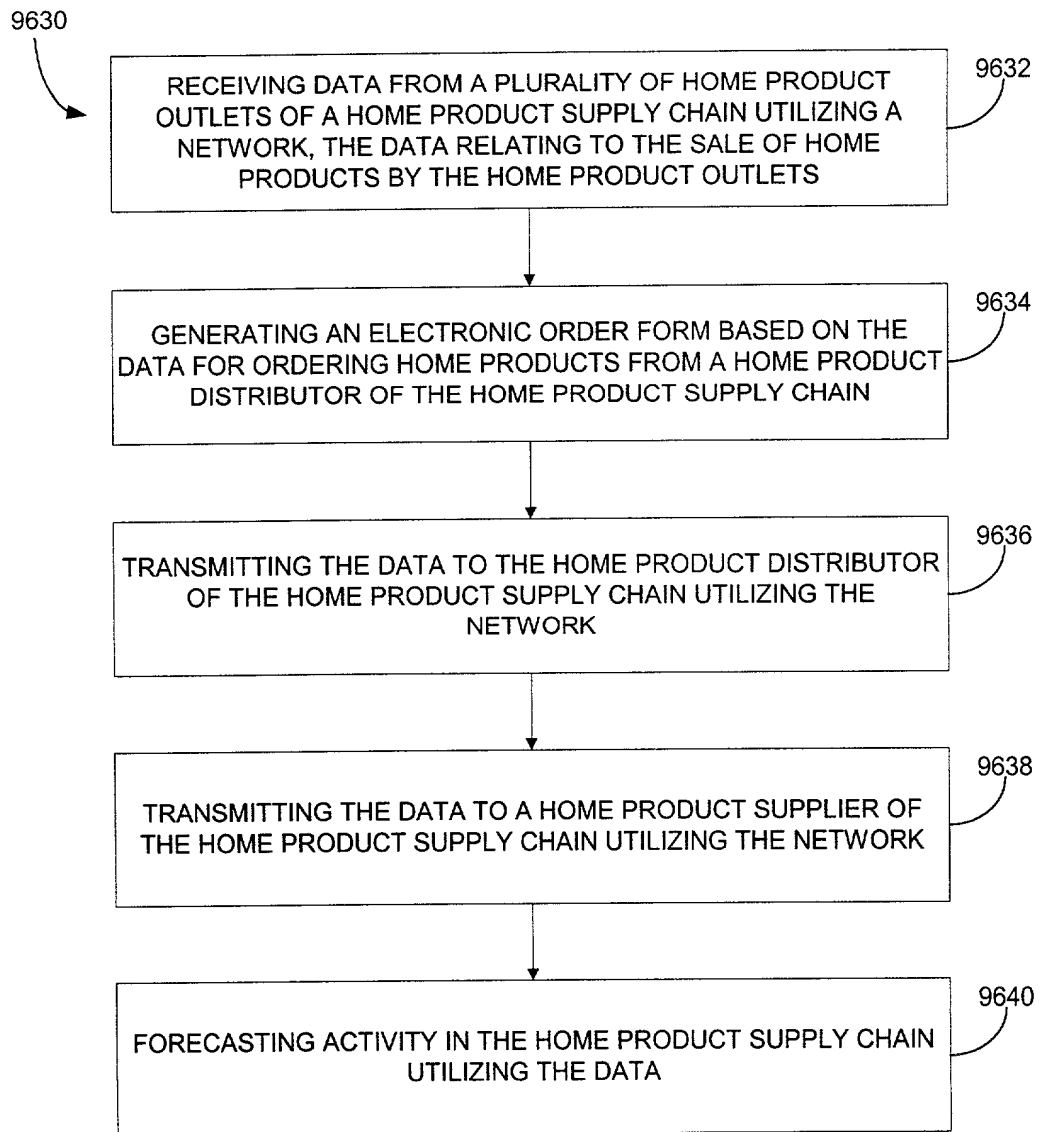 9630
RECEIVING DATA FROM A PLURALITY OF HOME PRODUCT
OUTLETS OF A HOME PRODUCT SUPPLY CHAIN UTILIZING A
NETWORK, THE DATA RELATING TO THE SALE OF HOME
PRODUCTS BY THE HOME PRODUCT OUTLETS
9632
GENERATING AN ELECTRONIC ORDER FORM BASED ON THE
DATA FOR ORDERING HOME PRODUCTS FROM A HOME PRODUCT
DISTRIBUTOR OF THE HOME PRODUCT SUPPLY CHAIN
9634
TRANSMITTING THE DATA TO THE HOME PRODUCT DISTRIBUTOR
OF THE HOME PRODUCT SUPPLY CHAIN UTILIZING THE
NETWORK
9636
TRANSMITTING THE DATA TO A HOME PRODUCT SUPPLIER OF
THE HOME PRODUCT SUPPLY CHAIN UTILIZING THE NETWORK
9638
FORECASTING ACTIVITY IN THE HOME PRODUCT SUPPLY CHAIN
UTILIZING THE DATA
9640